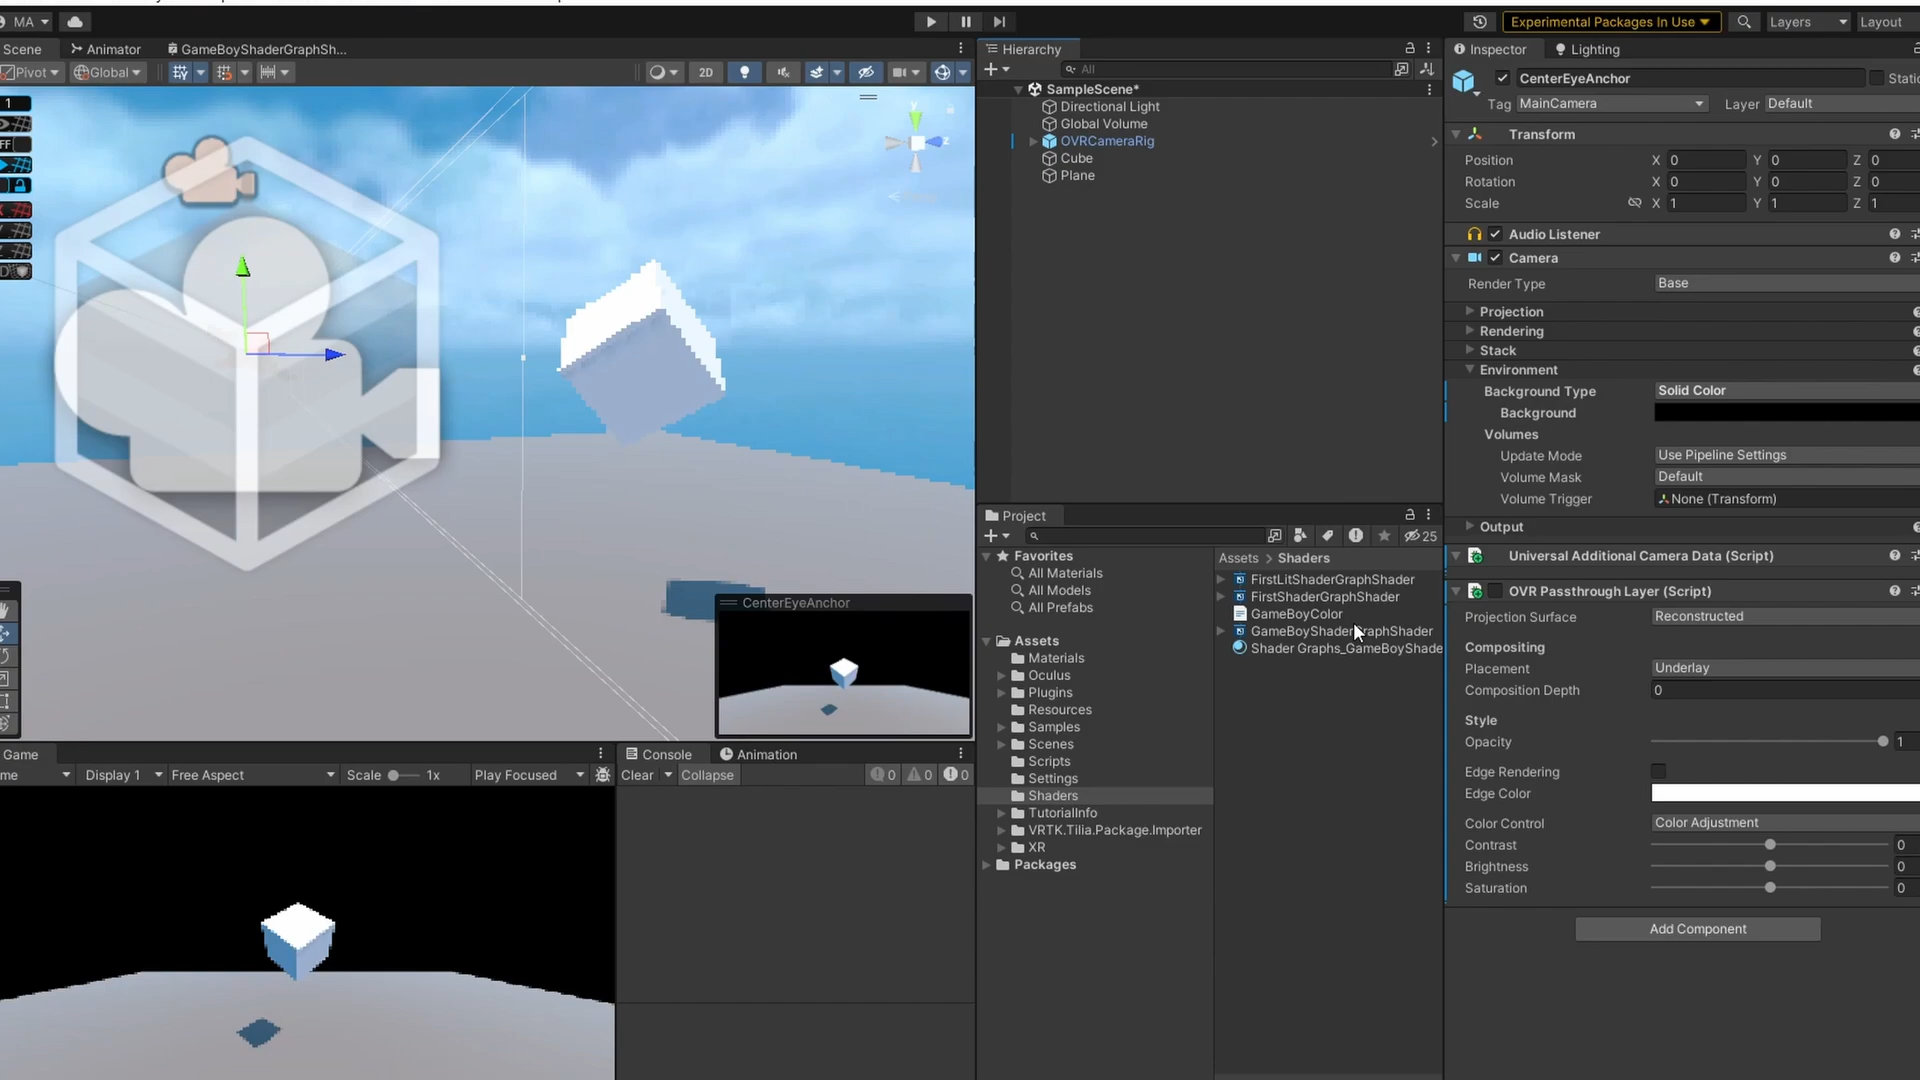 MA
Experimental Packages In Use
Layers
Layout
Scene
Animator
GameBoyShaderGraphSh...
Pivot
Global
2D
1
FF
y
z
Hierarchy
All
SampleScene*
Directional Light
Global Volume
OVRCameraRig
Cube
Plane
Inspector
Lighting
CenterEyeAnchor
Static
Tag MainCamera
Layer Default
Transform
Position X 0 Y 0 Z 0
Rotation X 0 Y 0 Z 0
Scale X 1 Y 1 Z 1
Audio Listener
Camera
Render Type Base
Projection
Rendering
Stack
Environment
Background Type Solid Color
Background
Volumes
Update Mode Use Pipeline Settings
Volume Mask Default
Volume Trigger None (Transform)
Output
Universal Additional Camera Data (Script)
OVR Passthrough Layer (Script)
Projection Surface Reconstructed
Compositing
Placement Underlay
Composition Depth 0
Style
Opacity 1
Edge Rendering
Edge Color
Color Control Color Adjustment
Contrast 0
Brightness 0
Saturation 0
Add Component
Project
25
Favorites
All Materials
All Models
All Prefabs
Assets
Materials
Oculus
Plugins
Resources
Samples
Scenes
Scripts
Settings
Shaders
TutorialInfo
VRTK.Tilia.Package.Importer
XR
Packages
Assets > Shaders
FirstLitShaderGraphShader
FirstShaderGraphShader
GameBoyColor
GameBoyShaderGraphShader
Shader Graphs_GameBoyShade
CenterEyeAnchor
Game
me
Display 1
Free Aspect
Scale
1x
Play Focused
Console
Animation
Clear
Collapse
0
0
0